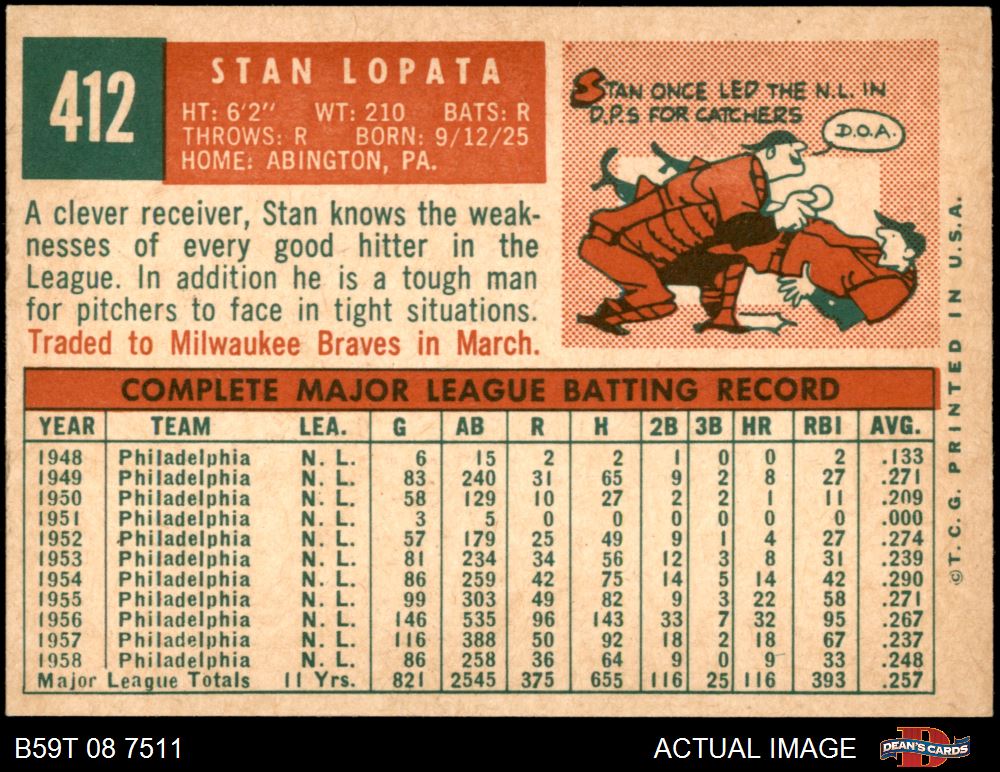 412
STAN LOPATA
HT: 6'2" WT: 210 BATS: R
THROWS: R BORN: 9/12/25
HOME: ABINGTON, PA.
STAN ONCE LED THE N.L. IN
D.P.S FOR CATCHERS
D.O.A.
A clever receiver, Stan knows the weak-
nesses of every good hitter in the
League. In addition he is a tough man
for pitchers to face in tight situations.
Traded to Milwaukee Braves in March.
COMPLETE MAJOR LEAGUE BATTING RECORD
YEAR TEAM LEA. G AB R H 2B 3B HR RBI AVG.
1948 Philadelphia N. L. 6 15 2 2 1 0 0 2 .133
1949 Philadelphia N. L. 83 240 31 65 9 2 8 27 .271
1950 Philadelphia N. L. 58 129 10 27 2 2 1 11 .209
1951 Philadelphia N. L. 3 5 0 0 0 0 0 0 .000
1952 Philadelphia N. L. 57 179 25 49 9 1 4 27 .274
1953 Philadelphia N. L. 81 234 34 56 12 3 8 31 .239
1954 Philadelphia N. L. 86 259 42 75 14 5 14 42 .290
1955 Philadelphia N. L. 99 303 49 82 9 3 22 58 .271
1956 Philadelphia N. L. 146 535 96 143 33 7 32 95 .267
1957 Philadelphia N. L. 116 388 50 92 18 2 18 67 .237
1958 Philadelphia N. L. 86 258 36 64 9 0 9 33 .248
Major League Totals 11 Yrs. 821 2545 375 655 116 25 116 393 .257
© T. C. G. PRINTED IN U.S.A.
B59T 08 7511
ACTUAL IMAGE
DEAN'S CARDS